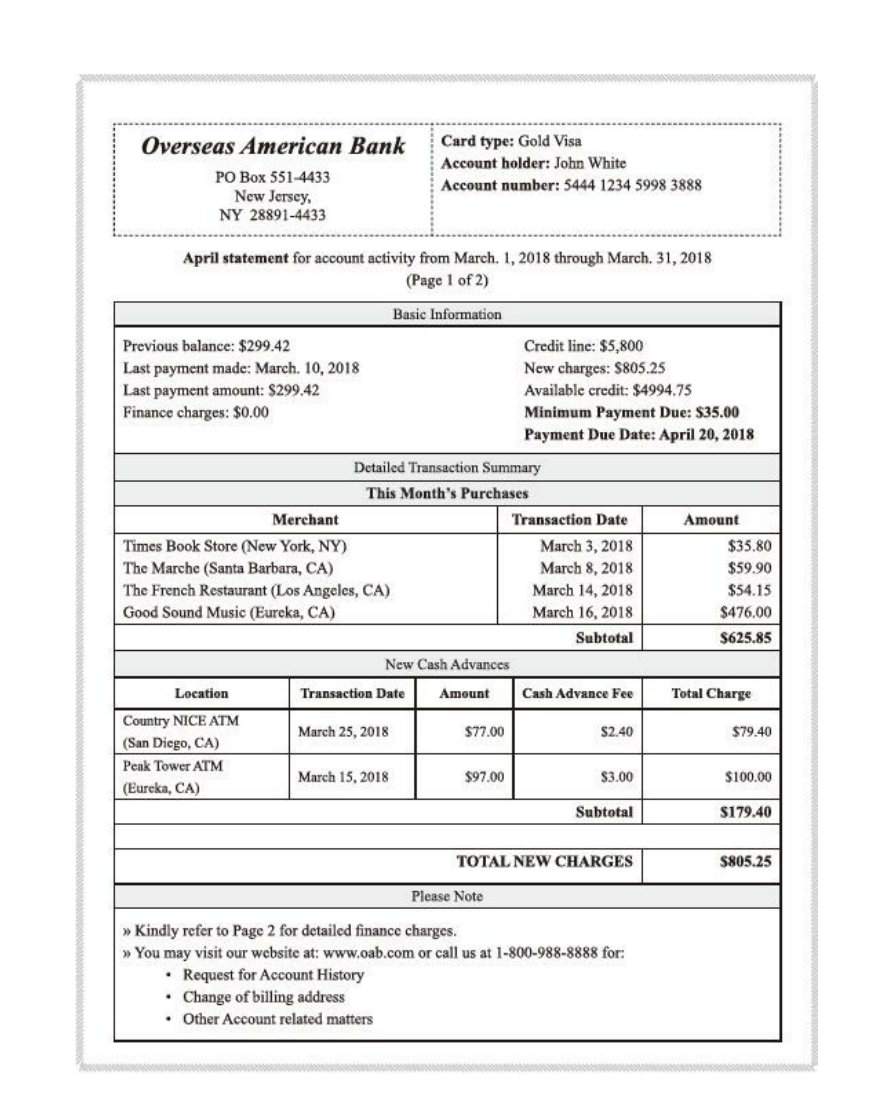 Overseas American Bank
PO Box 551-4433
New Jersey,
NY 28891-4433
Card type: Gold Visa
Account holder: John White
Account number: 5444 1234 5998 3888
April statement for account activity from March. 1, 2018 through March. 31, 2018
(Page 1 of 2)
Basic Information
Previous balance: $299.42
Last payment made: March. 10, 2018
Last payment amount: $299.42
Finance charges: $0.00
Credit line: $5,800
New charges: $805.25
Available credit: $4994.75
Minimum Payment Due: $35.00
Payment Due Date: April 20, 2018
Detailed Transaction Summary
This Month's Purchases
Merchant Transaction Date Amount
Times Book Store (New York, NY) March 3, 2018 $35.80
The Marche (Santa Barbara, CA) March 8, 2018 $59.90
The French Restaurant (Los Angeles, CA) March 14, 2018 $54.15
Good Sound Music (Eureka, CA) March 16, 2018 $476.00
Subtotal $625.85
New Cash Advances
Location Transaction Date Amount Cash Advance Fee Total Charge
Country NICE ATM
(San Diego, CA) March 25, 2018 $77.00 $2.40 $79.40
Peak Tower ATM
(Eureka, CA) March 15, 2018 $97.00 $3.00 $100.00
Subtotal $179.40
TOTAL NEW CHARGES $805.25
Please Note
» Kindly refer to Page 2 for detailed finance charges.
» You may visit our website at: www.oab.com or call us at 1-800-988-8888 for:
• Request for Account History
• Change of billing address
• Other Account related matters